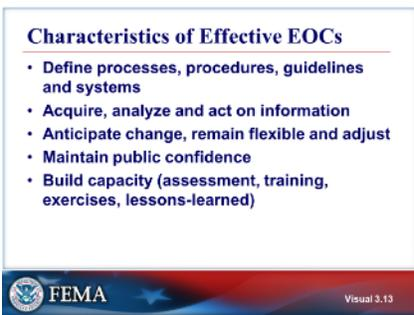 Characteristics of Effective EOCs
• Define processes, procedures, guidelines
and systems
• Acquire, analyze and act on information
• Anticipate change, remain flexible and adjust
• Maintain public confidence
• Build capacity (assessment, training,
exercises, lessons-learned)
FEMA
Visual 3.13